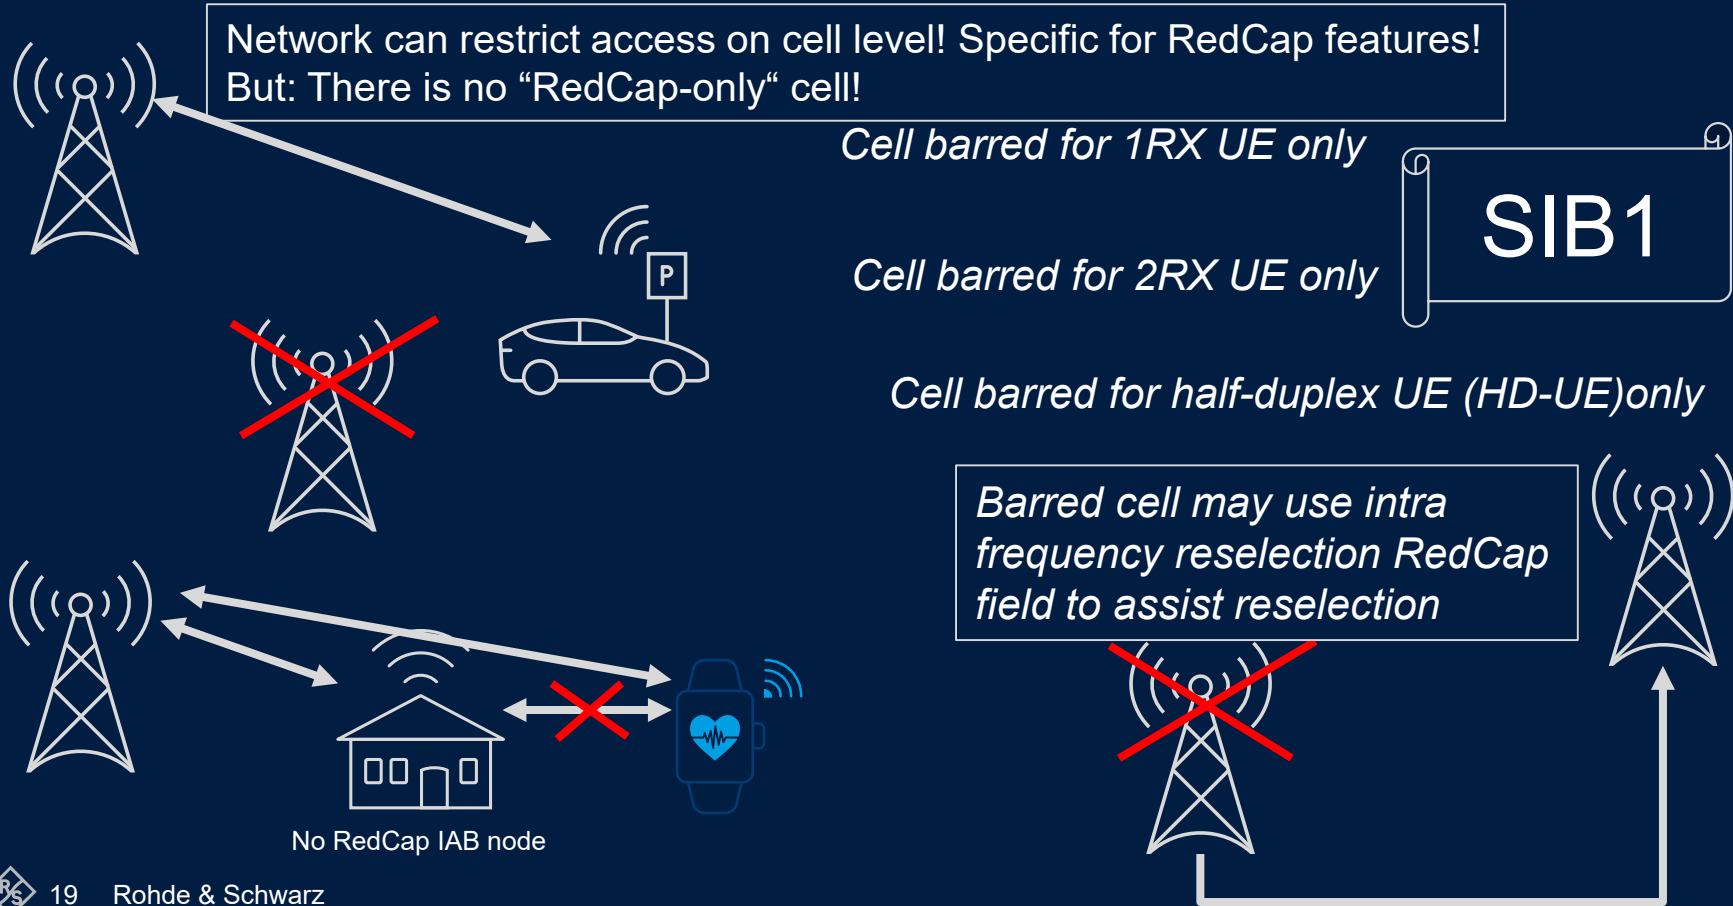 Network can restrict access on cell level! Specific for RedCap features!
But: There is no “RedCap-only“ cell!
Cell barred for 1RX UE only
SIB1
Cell barred for 2RX UE only
P
Cell barred for half-duplex UE (HD-UE)only
Barred cell may use intra
frequency reselection RedCap
field to assist reselection
No RedCap IAB node
RS
19 Rohde & Schwarz